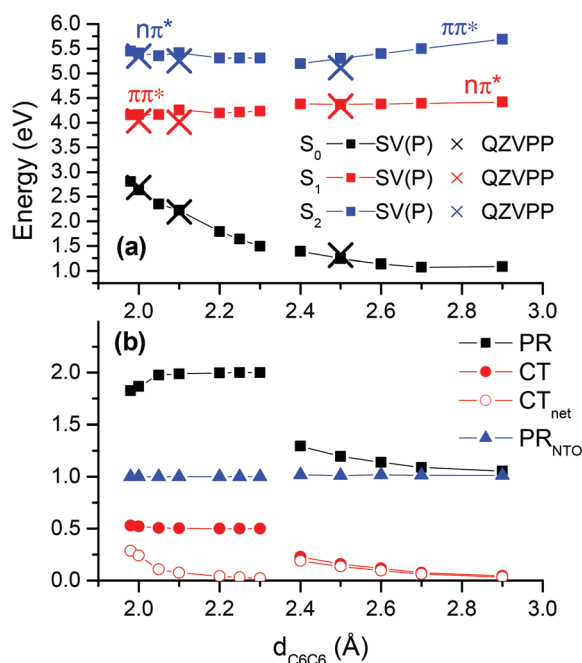 nπ* ππ*
6.0
5.5
5.0
4.5
4.0
3.5
3.0
2.5
2.0
1.5
1.0
Energy (eV)
ππ* nπ*
S0 SV(P) QZVPP
S1 SV(P) QZVPP
S2 SV(P) QZVPP
(a)
2.0 2.2 2.4 2.6 2.8 3.0
(b)
PR
CT
CTnet
PRNTO
2.0
1.5
1.0
0.5
0.0
2.0 2.2 2.4 2.6 2.8 3.0
dC6C6 (Å)